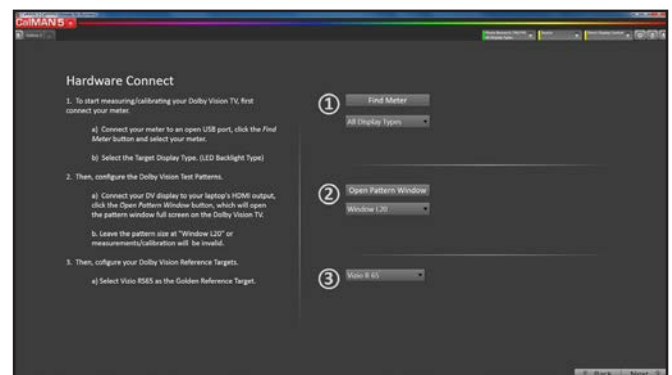 CalMAN 5
Hardware Connect
1. To start measuring/calibrating your Dolby Vision TV, first
connect your meter.
a) Connect your meter to an open USB port, click the Find
Meter button and select your meter.
b) Select the Target Display Type. (LED Backlight Type)
2. Then, configure the Dolby Vision Test Patterns.
a) Connect your DV display to your laptop's HDMI output,
click the Open Pattern Window button, which will open
the pattern window full screen on the Dolby Vision TV.
b. Leave the pattern size at "Window L20" or
measurements/calibration will be invalid.
3. Then, cofigure your Dolby Vision Reference Targets.
a) Select Vizio RS65 as the Golden Reference Target.
1
Find Meter
All Display Types
2
Open Pattern Window
Window L20
3
Vizio R 65
Back Next